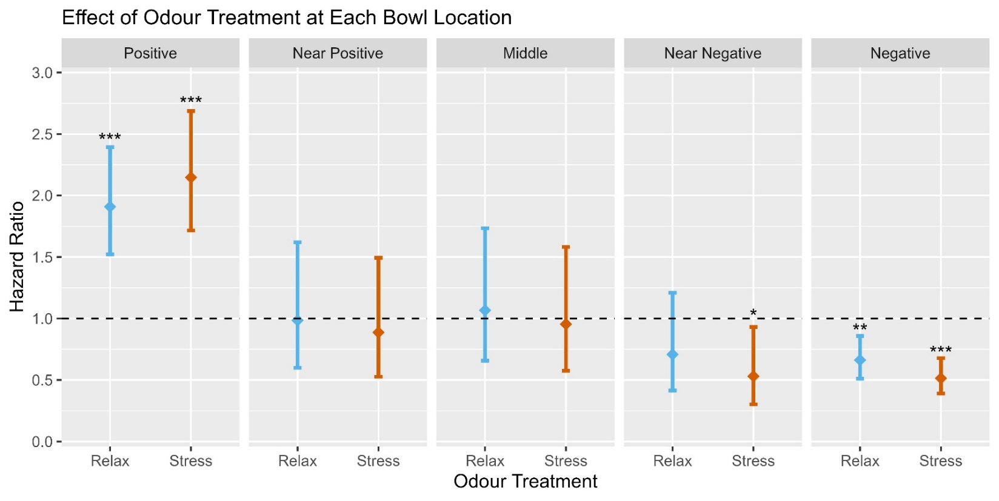 Effect of Odour Treatment at Each Bowl Location
Positive Near Positive Middle Near Negative Negative
3.0
***
2.5
***
2.0
Hazard Ratio
1.5
1.0
*
**
***
0.5
0.0
Relax Stress Relax Stress Relax Stress Relax Stress Relax Stress
Odour Treatment